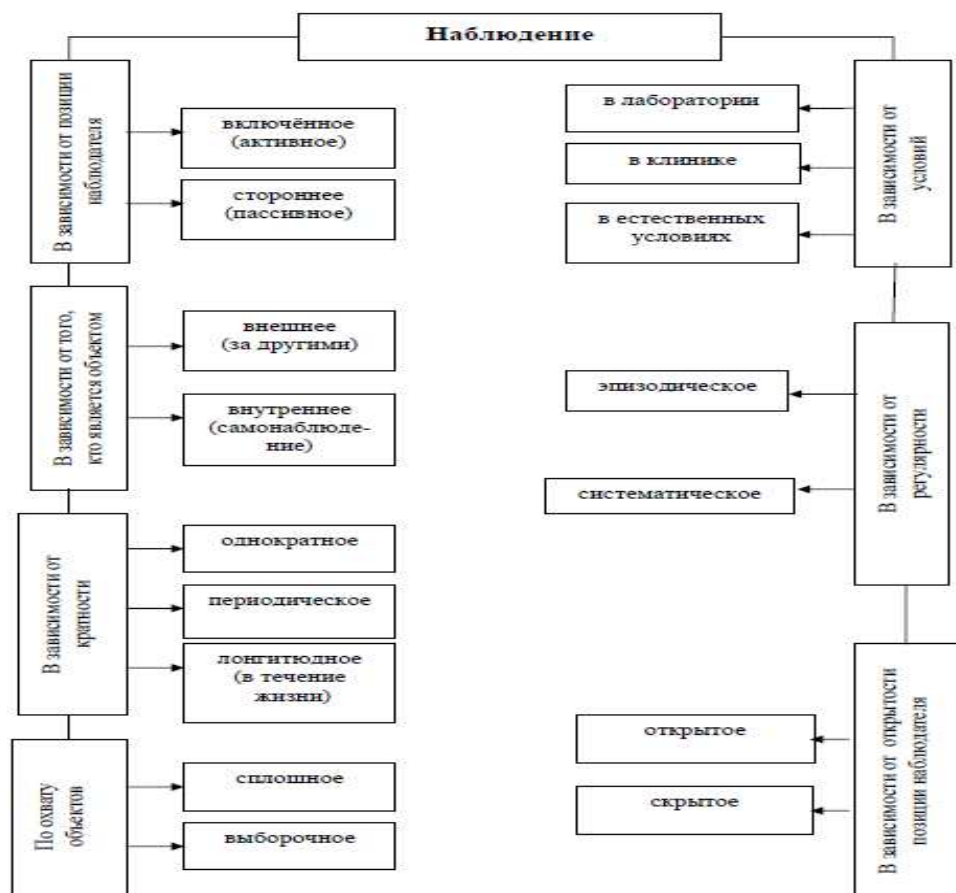 Наблюдение
В зависимости от позиции
наблюдателя
включённое
(активное)
стороннее
(пассивное)
В зависимости от того,
кто является объектом
внешнее
(за другими)
внутреннее
(самонаблюде-
ние)
В зависимости от
кратности
однократное
периодическое
лонгитюдное
(в течение
жизни)
По охвату
объектов
сплошное
выборочное
в лаборатории
в клинике
в естественных
условиях
В зависимости от
условий
эпизодическое
систематическое
В зависимости от
регулярности
открытое
скрытое
В зависимости от открытости
позиции наблюдателя